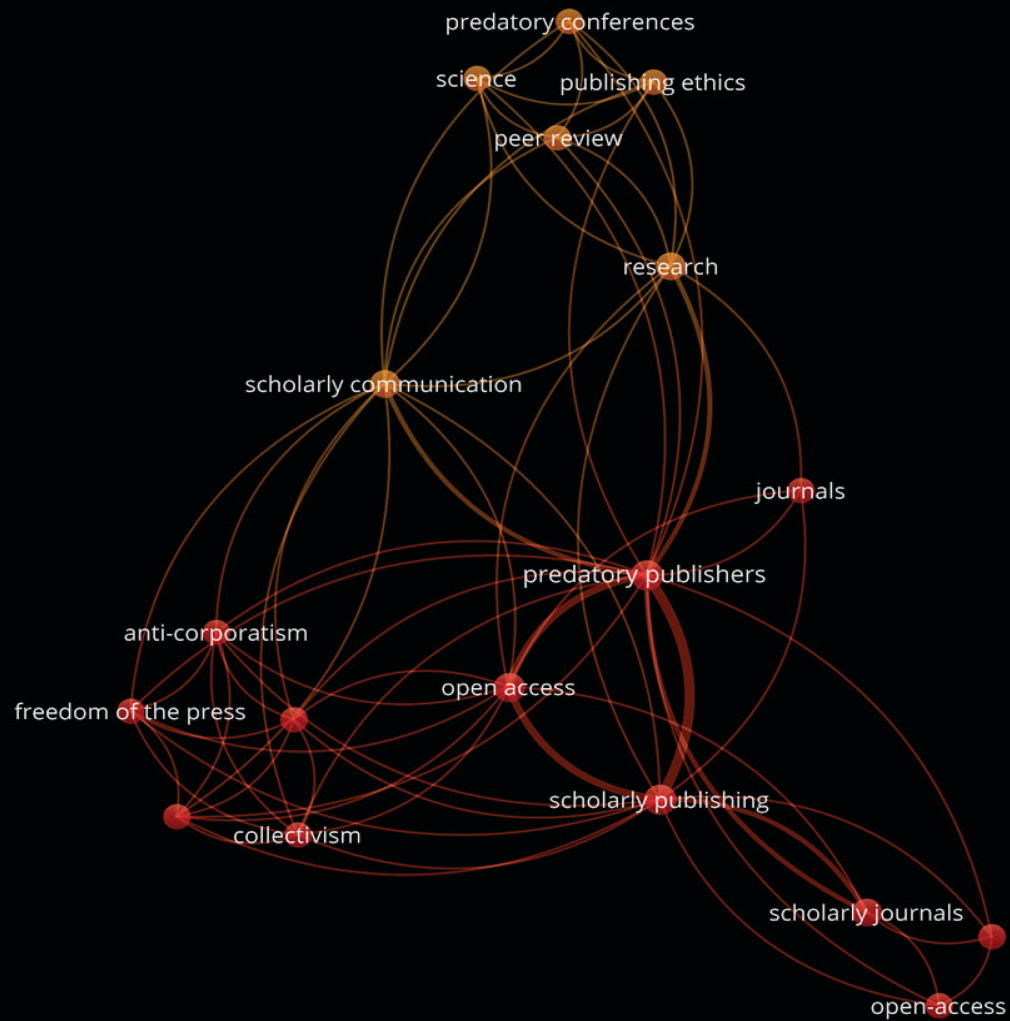 predatory conferences
science
publishing ethics
peer review
research
scholarly communication
journals
predatory publishers
anti-corporatism
open access
freedom of the press
scholarly publishing
collectivism
scholarly journals
open-access